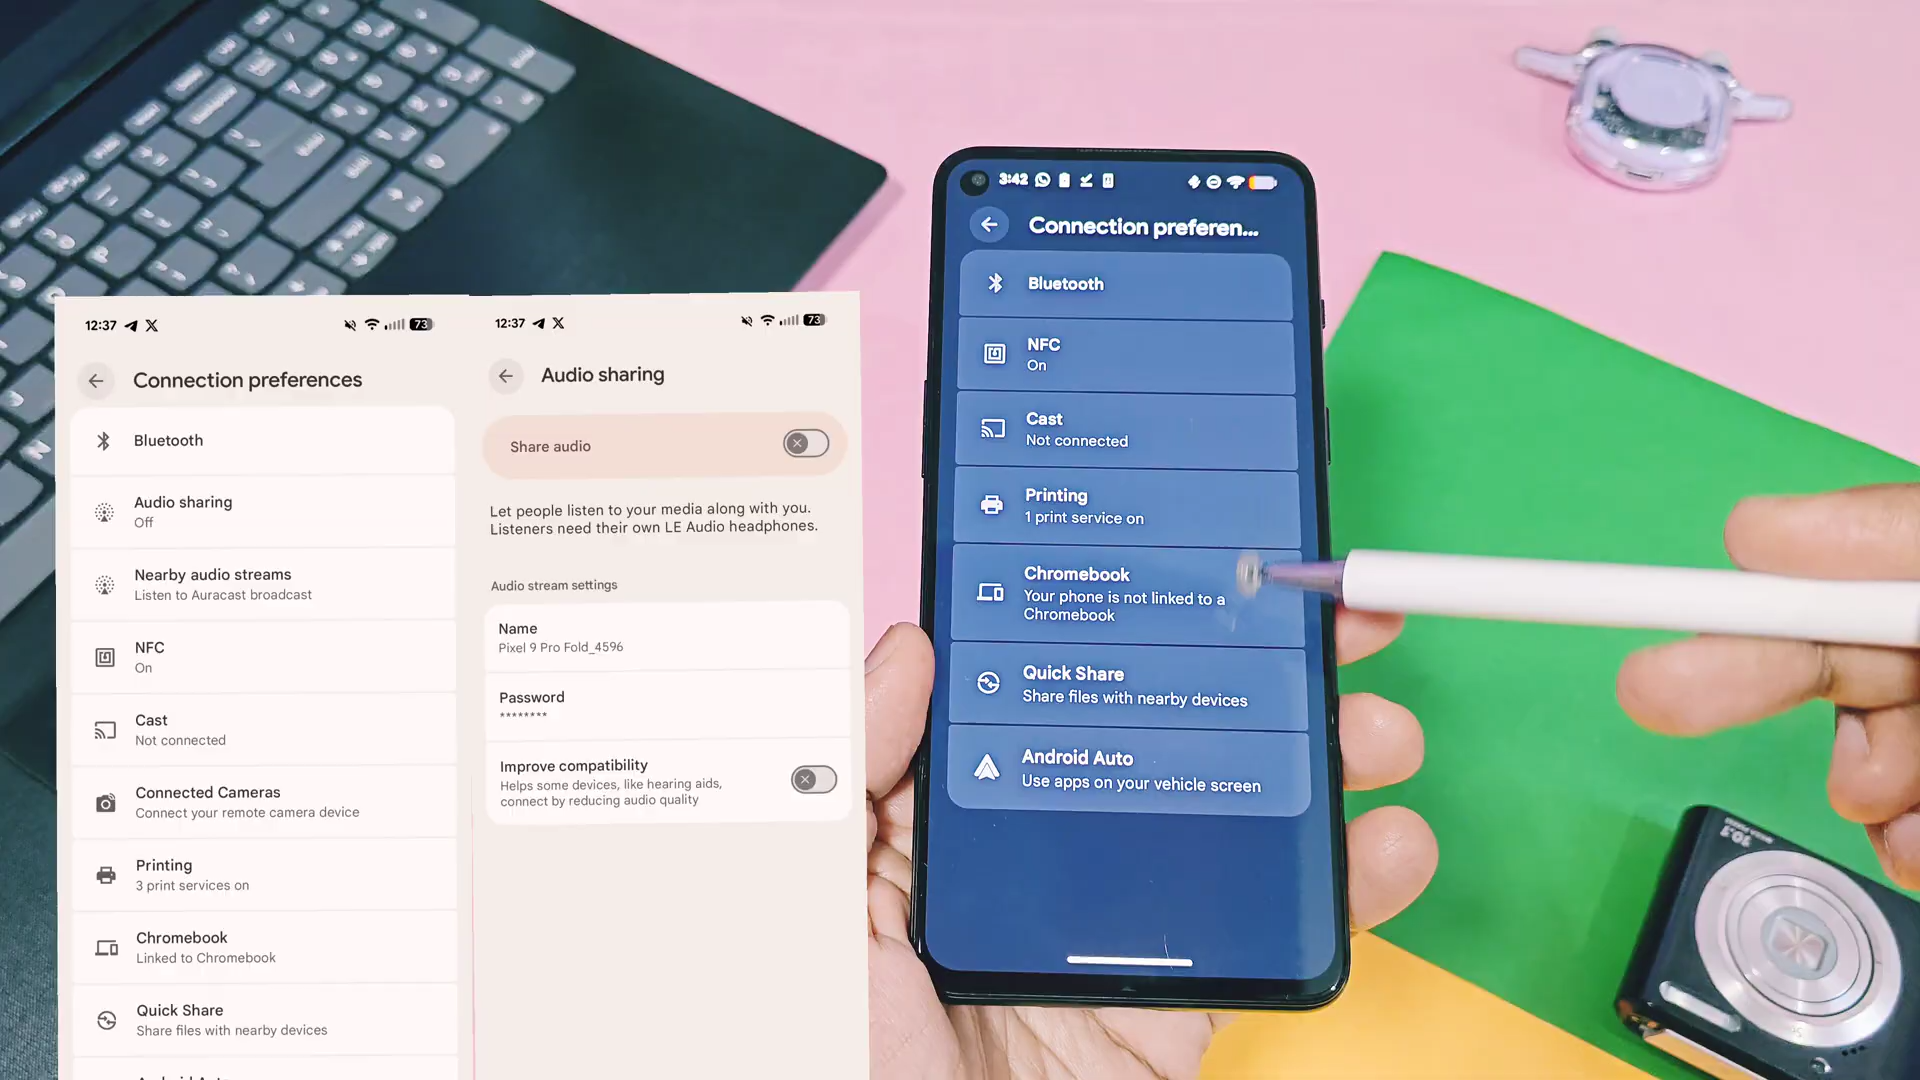 12:37
73
Connection preferences
Bluetooth
Audio sharing
Off
Nearby audio streams
Listen to Auracast broadcast
NFC
On
Cast
Not connected
Connected Cameras
Connect your remote camera device
Printing
3 print services on
Chromebook
Linked to Chromebook
Quick Share
Share files with nearby devices
12:37
73
Audio sharing
Share audio
Let people listen to your media along with you.
Listeners need their own LE Audio headphones.
Audio stream settings
Name
Pixel 9 Pro Fold_4596
Password
********
Improve compatibility
Helps some devices, like hearing aids,
connect by reducing audio quality
3:42
Connection preferen...
Bluetooth
NFC
On
Cast
Not connected
Printing
1 print service on
Chromebook
Your phone is not linked to a
Chromebook
Quick Share
Share files with nearby devices
Android Auto
Use apps on your vehicle screen
10.1